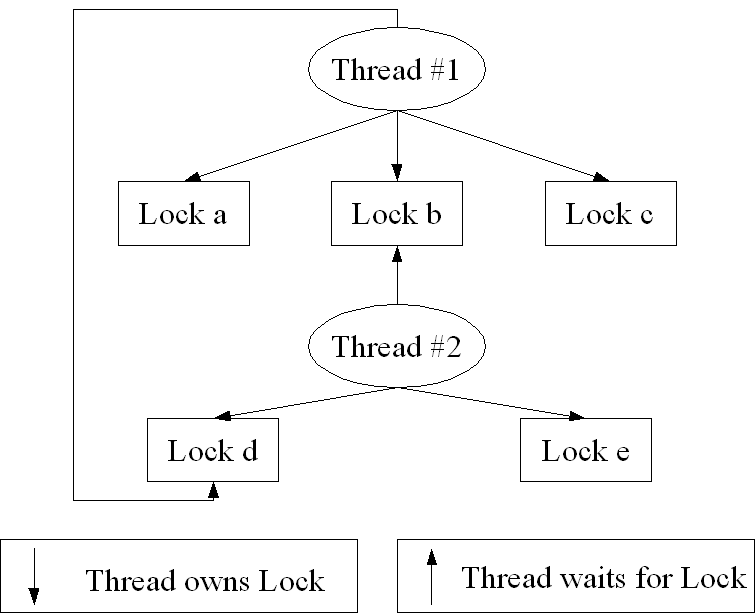 Thread #1
Lock a
Lock b
Lock c
Thread #2
Lock d
Lock e
Thread owns Lock
Thread waits for Lock